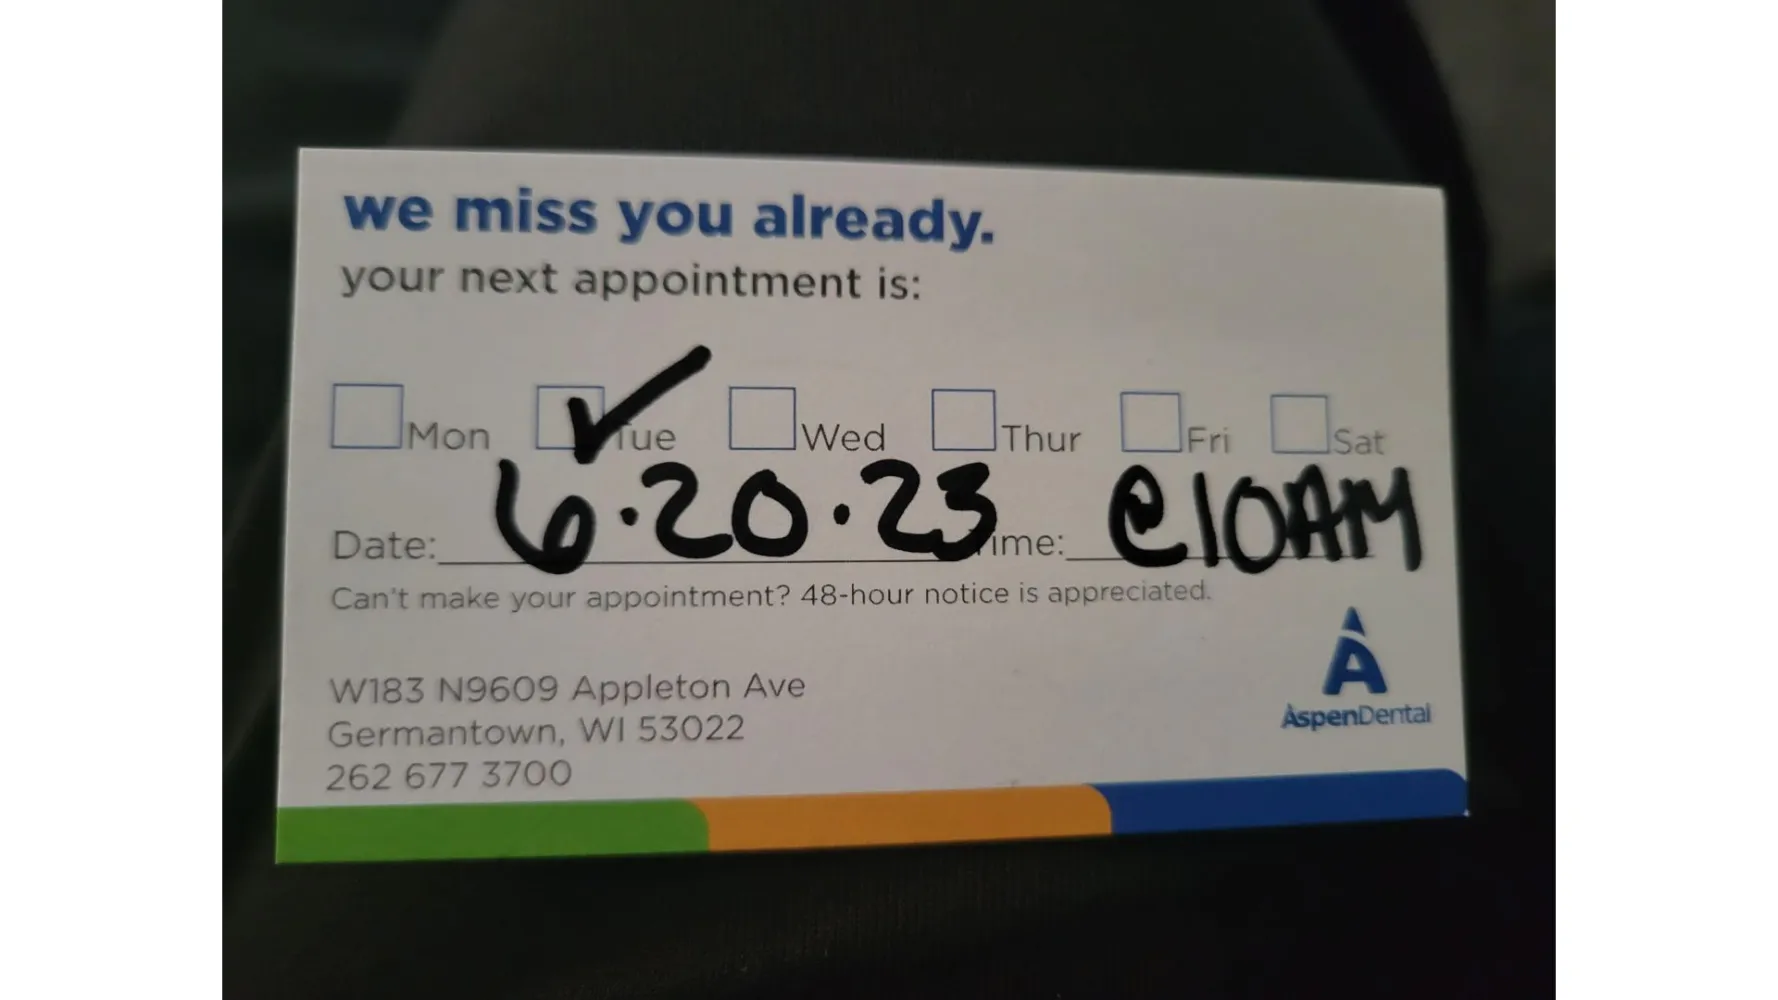 we miss you already.
your next appointment is:
Mon ✓Tue Wed Thur Fri Sat
Date: 6.20.23 Time: @10AM
Can't make your appointment? 48-hour notice is appreciated.
W183 N9609 Appleton Ave
Germantown, WI 53022
262 677 3700
A
AspenDental